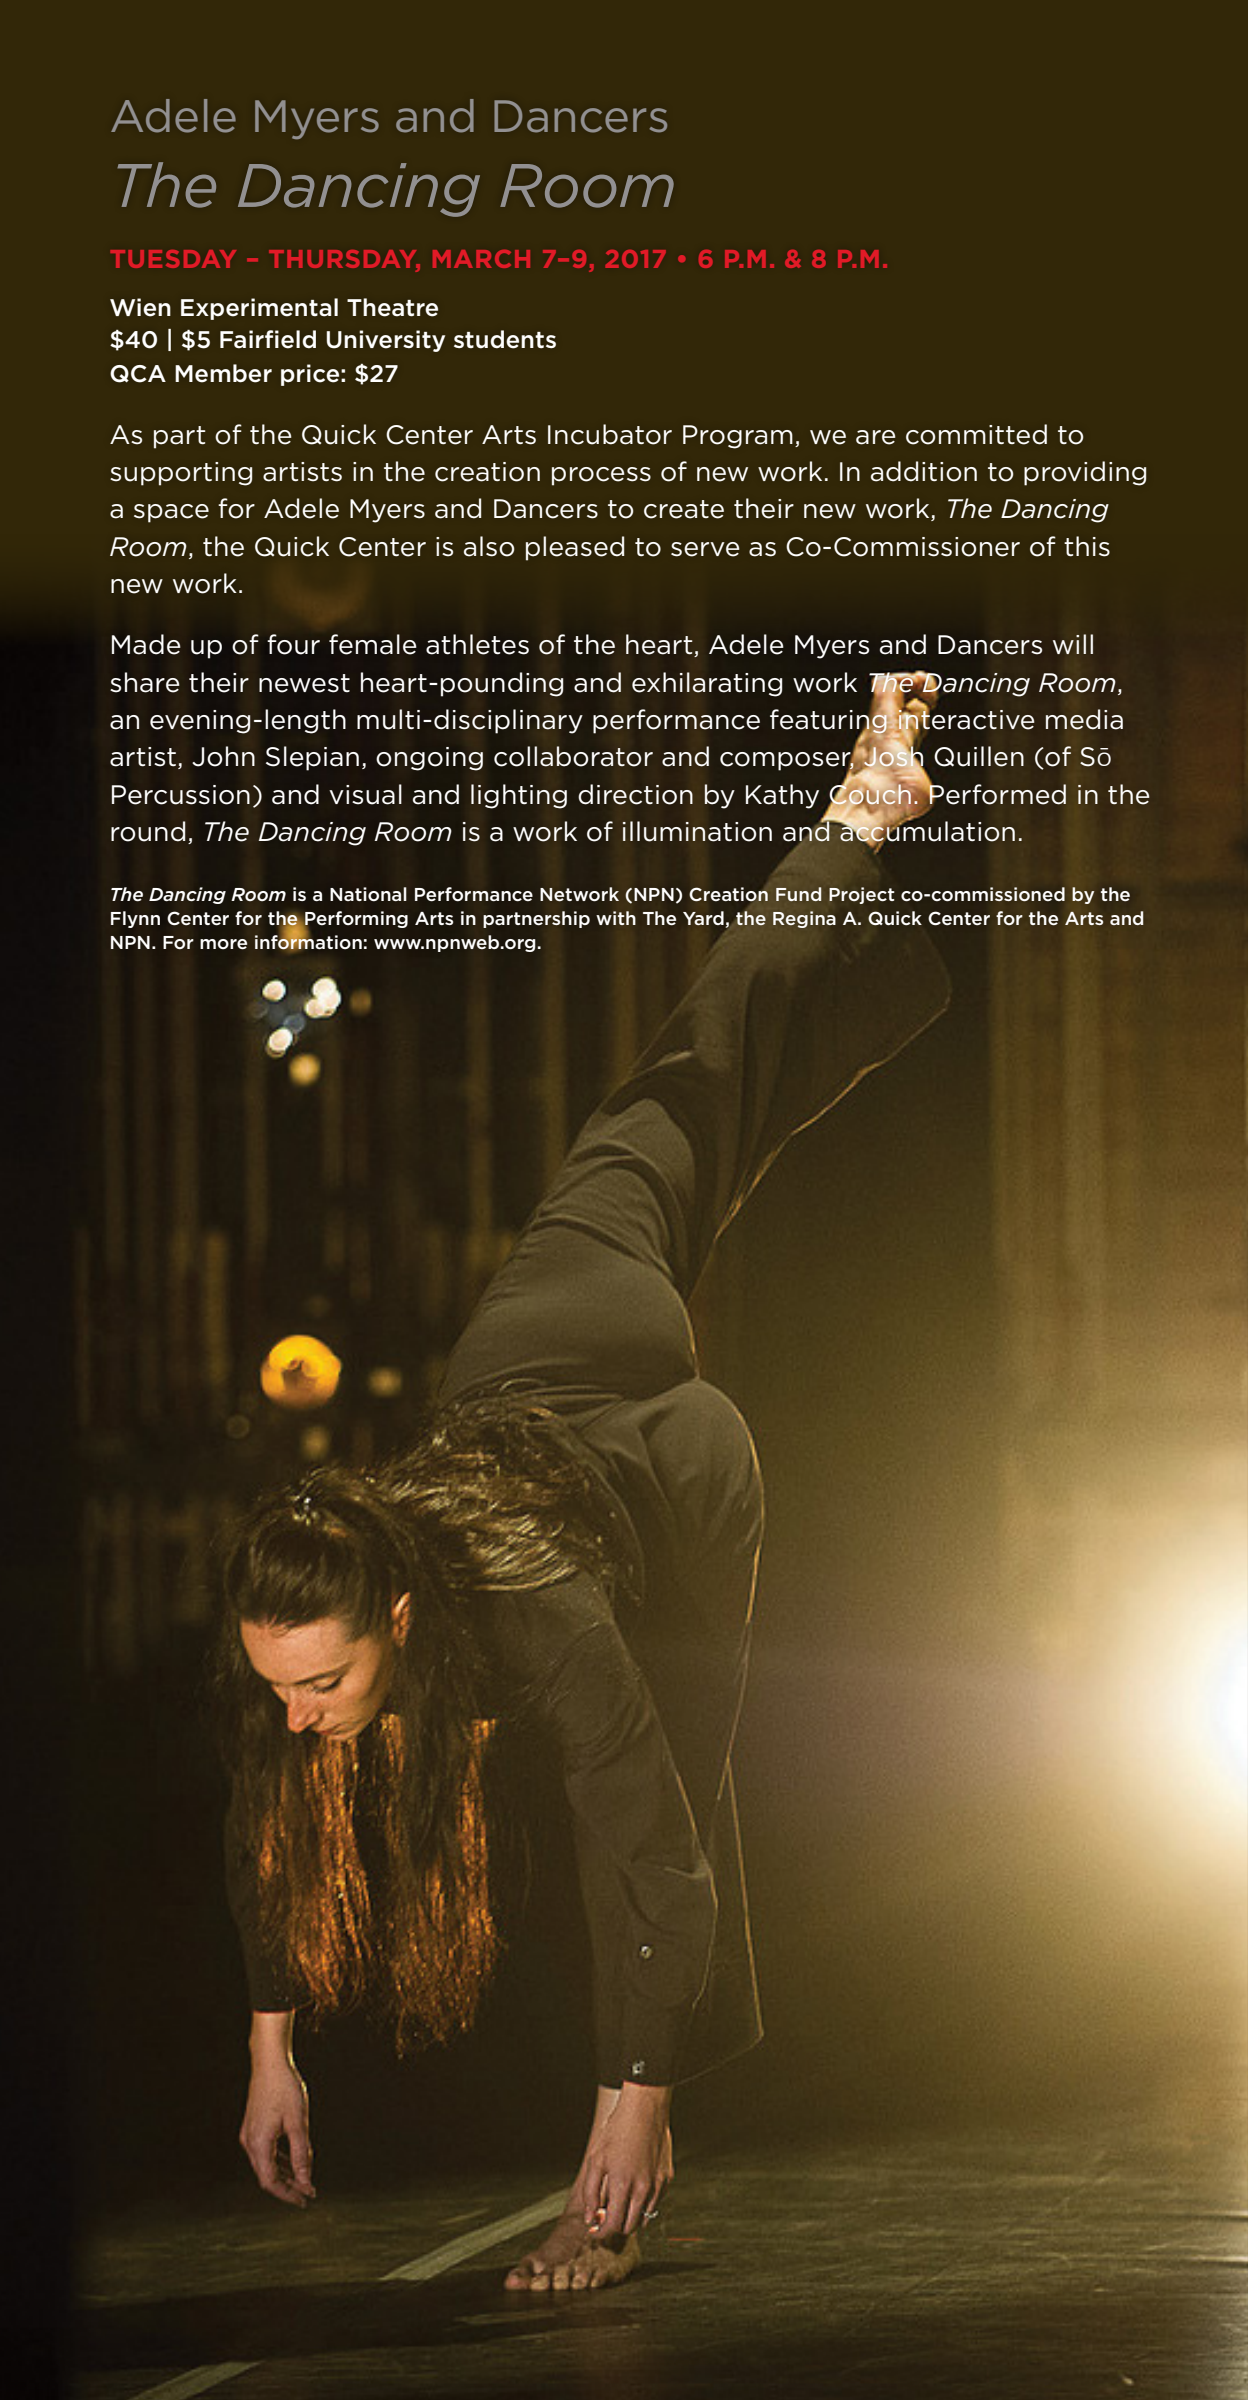 Adele Myers and Dancers
The Dancing Room
TUESDAY – THURSDAY, MARCH 7–9, 2017 • 6 P.M. & 8 P.M.
Wien Experimental Theatre
$40 | $5 Fairfield University students
QCA Member price: $27
As part of the Quick Center Arts Incubator Program, we are committed to
supporting artists in the creation process of new work. In addition to providing
a space for Adele Myers and Dancers to create their new work, The Dancing
Room, the Quick Center is also pleased to serve as Co-Commissioner of this
new work.
Made up of four female athletes of the heart, Adele Myers and Dancers will
share their newest heart-pounding and exhilarating work The Dancing Room,
an evening-length multi-disciplinary performance featuring interactive media
artist, John Slepian, ongoing collaborator and composer, Josh Quillen (of Sō
Percussion) and visual and lighting direction by Kathy Couch. Performed in the
round, The Dancing Room is a work of illumination and accumulation.
The Dancing Room is a National Performance Network (NPN) Creation Fund Project co-commissioned by the
Flynn Center for the Performing Arts in partnership with The Yard, the Regina A. Quick Center for the Arts and
NPN. For more information: www.npnweb.org.